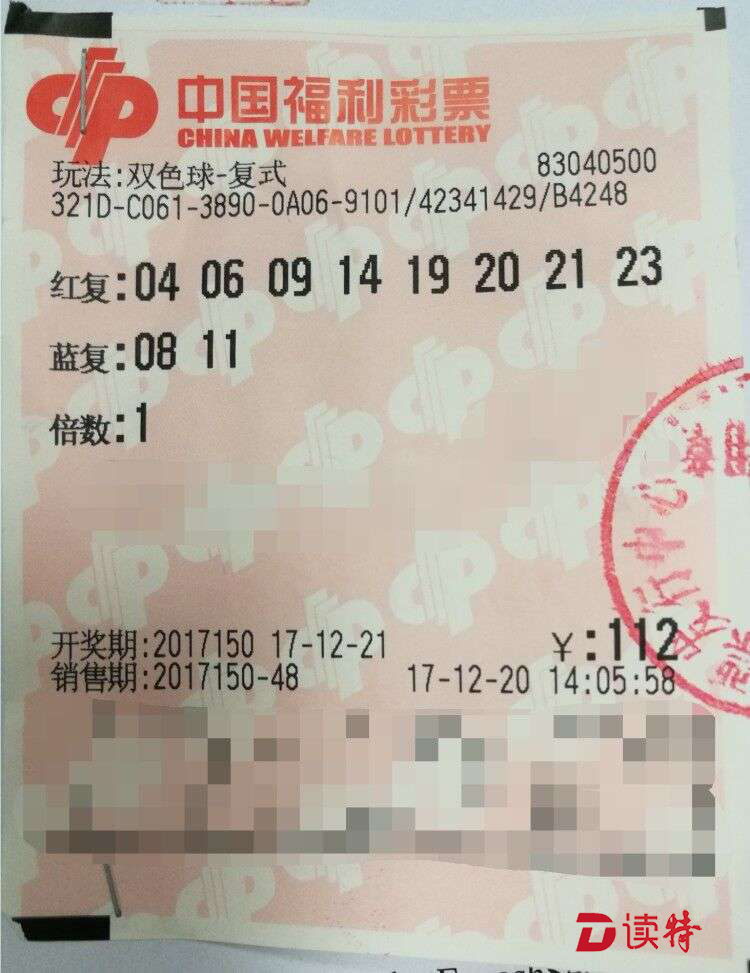 中国福利彩票
CHINA WELFARE LOTTERY
玩法:双色球-复式 83040500
321D-C061-3890-0A06-9101/42341429/B4248
红复:04 06 09 14 19 20 21 23
蓝复:08 11
倍数:1
中心
开奖期:2017150 17-12-21 ¥:112
销售期:2017150-48 17-12-20 14:05:58
读特